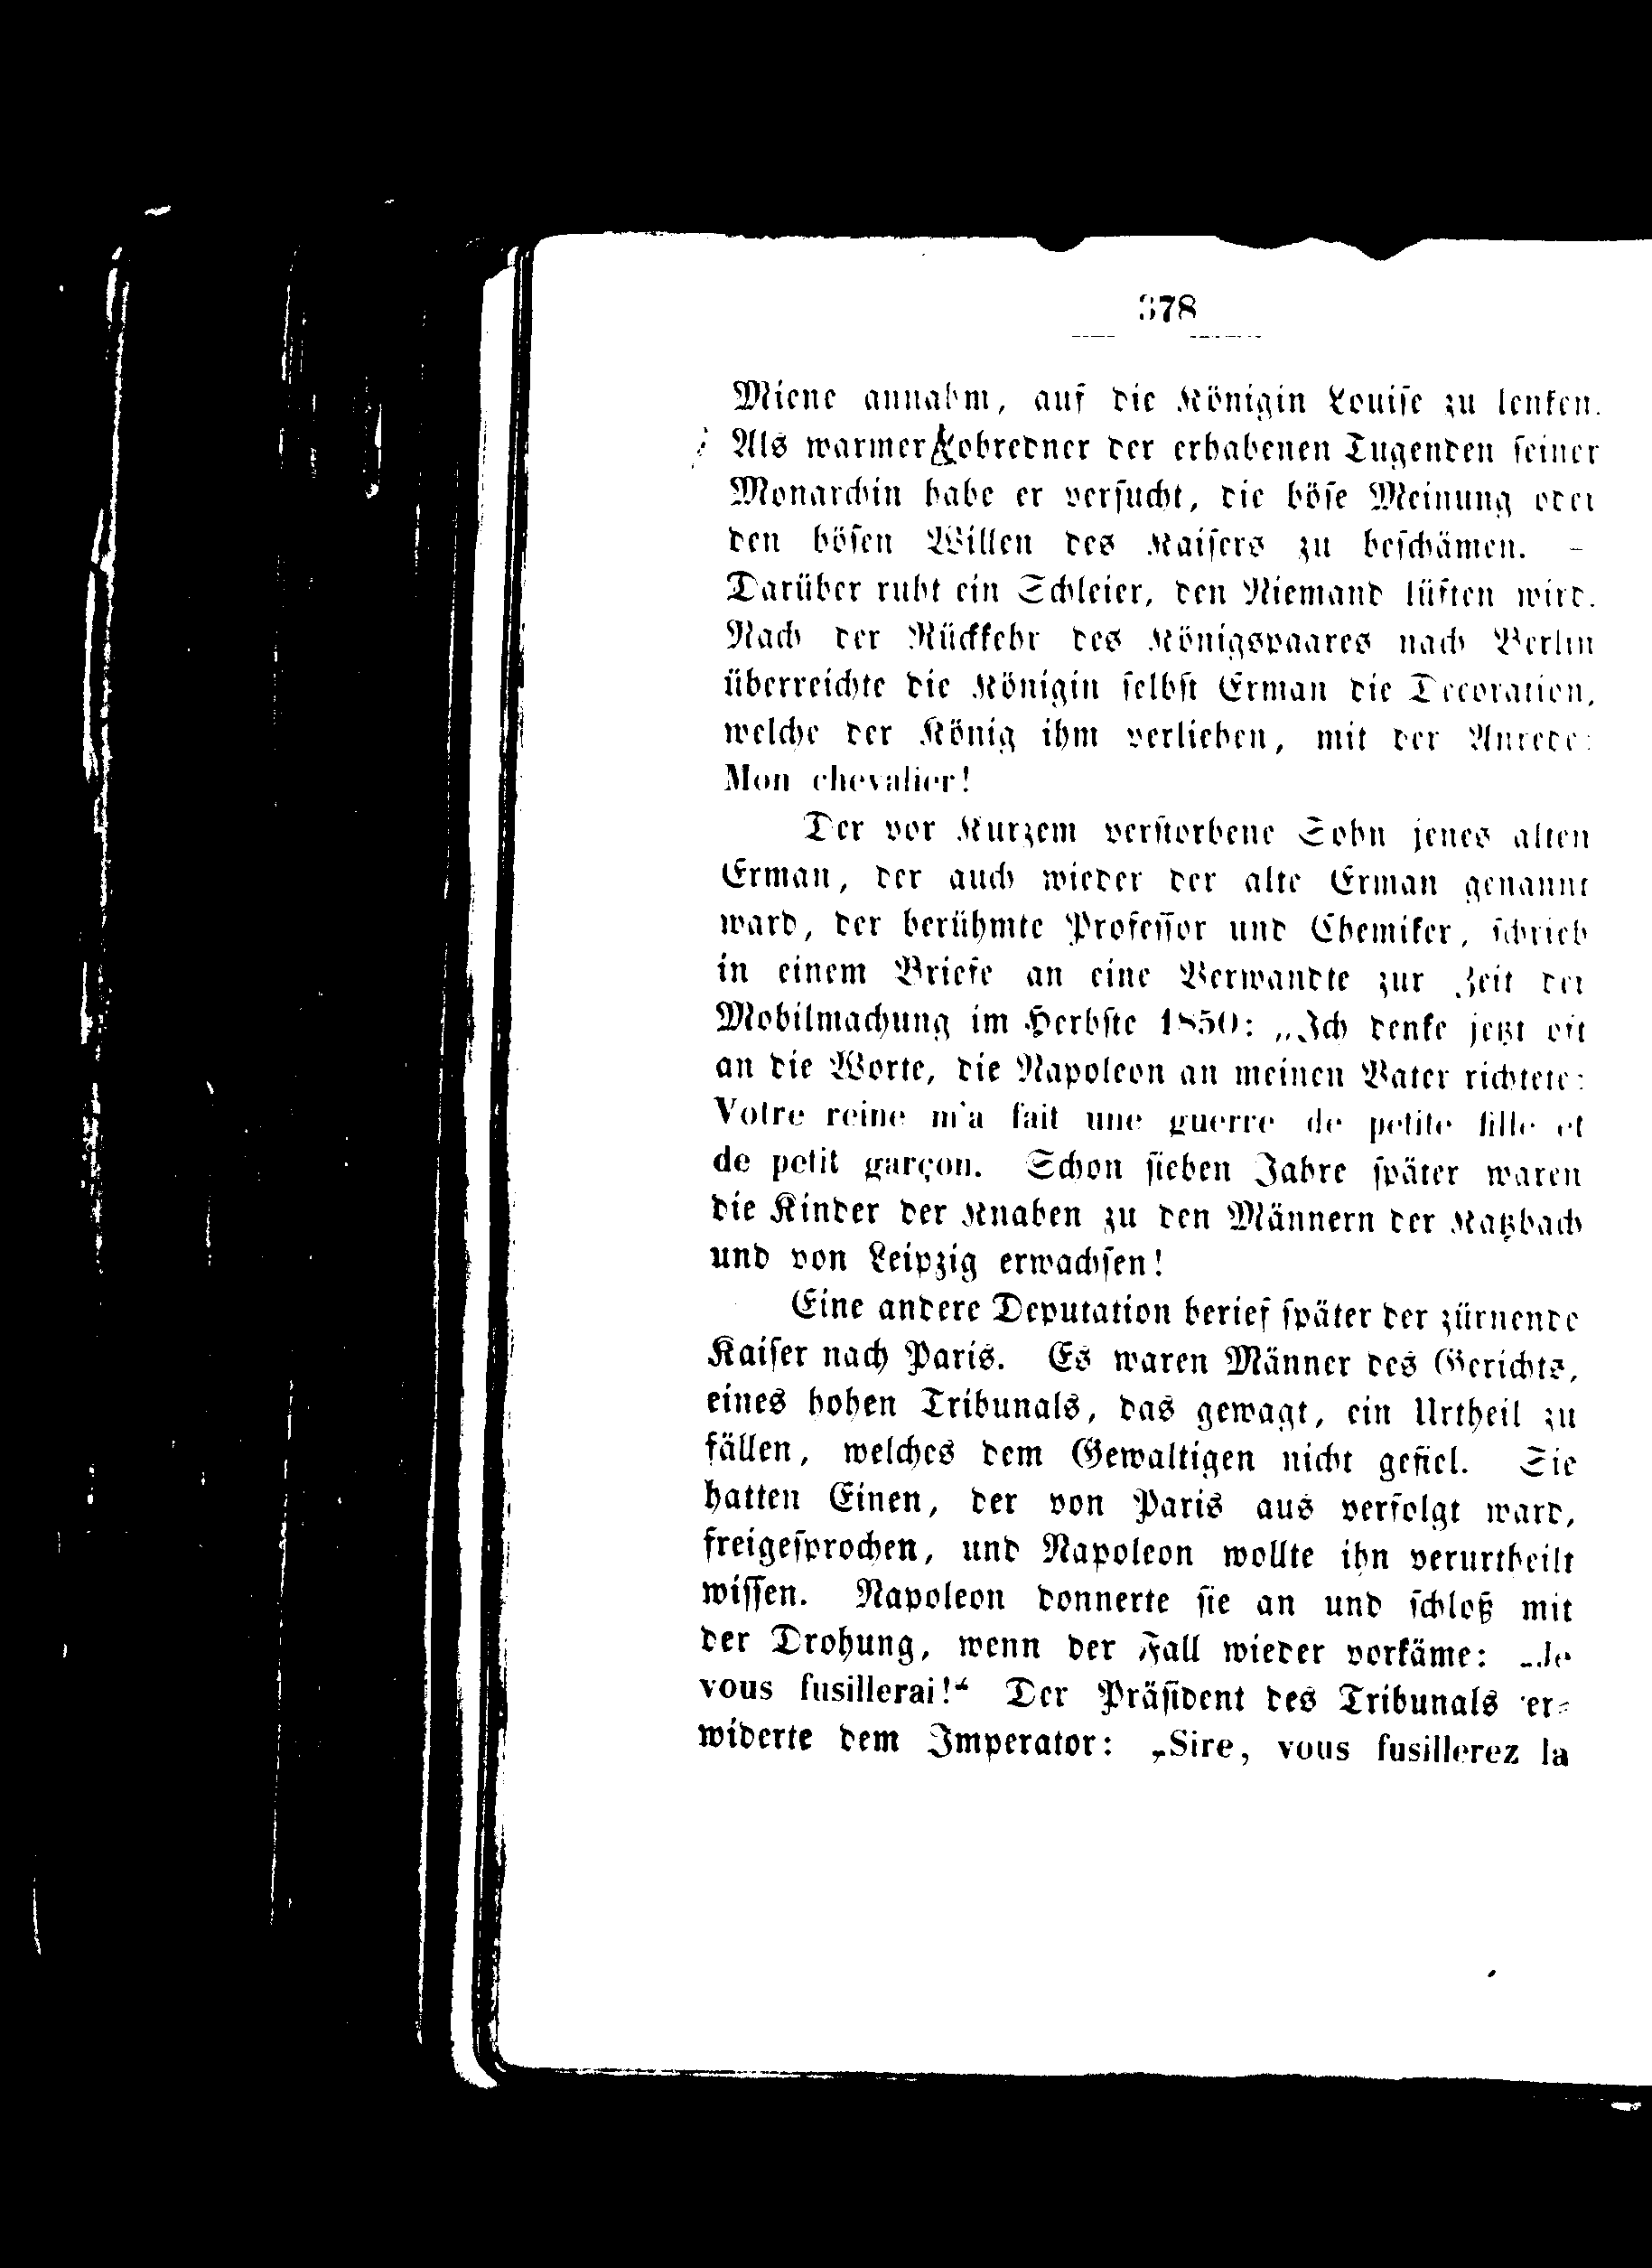 378
Miene annahm, auf die Königin Louise zu lenken.
Als warmer Lobredner der erhabenen Tugenden seiner
Monarchin habe er versucht, die böse Meinung oder
den bösen Willen des Kaisers zu beschämen. –
Darüber ruht ein Schleier, den Niemand lüften wird.
Nach der Rückkehr des Königspaares nach Berlin
überreichte die Königin selbst Erman die Decoration,
welche der König ihm verliehen, mit der Anrede:
Mon chevalier!
Der vor Kurzem verstorbene Sohn jenes alten
Erman, der auch wieder der alte Erman genannt
ward, der berühmte Professor und Chemiker, schrieb
in einem Briefe an eine Verwandte zur Zeit der
Mobilmachung im Herbste 1850: „Ich denke jetzt oft
an die Worte, die Napoleon an meinen Vater richtete:
Votre reine m'a fait une guerre de petite fille et
de petit garçon. Schon sieben Jahre später waren
die Kinder der Knaben zu den Männern der Katzbach
und von Leipzig erwachsen!
Eine andere Deputation berief später der zürnende
Kaiser nach Paris. Es waren Männer des Gerichts,
eines hohen Tribunals, das gewagt, ein Urtheil zu
fällen, welches dem Gewaltigen nicht gefiel. Sie
hatten Einen, der von Paris aus verfolgt ward,
freigesprochen, und Napoleon wollte ihn verurtheilt
wissen. Napoleon donnerte sie an und schloß mit
der Drohung, wenn der Fall wieder vorkäme: „Je
vous fusillerai!“ Der Präsident des Tribunals er-
widerte dem Imperator: „Sire, vous fusillerez la